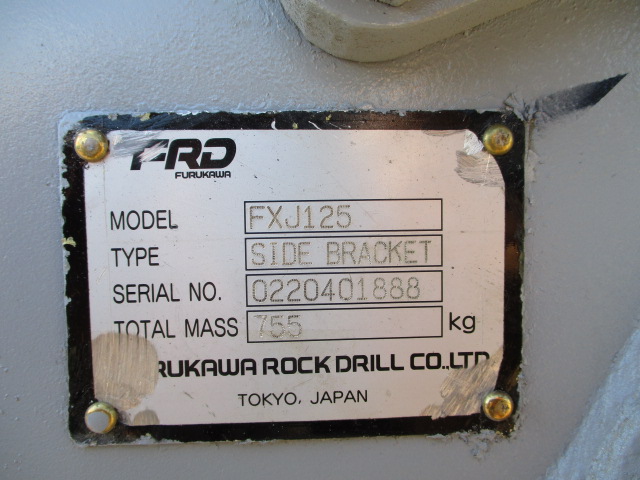 FRD
FURUKAWA
MODEL FXJ125
TYPE SIDE BRACKET
SERIAL NO. 0220401888
TOTAL MASS 755 kg
FURUKAWA ROCK DRILL CO.,LTD.
TOKYO, JAPAN